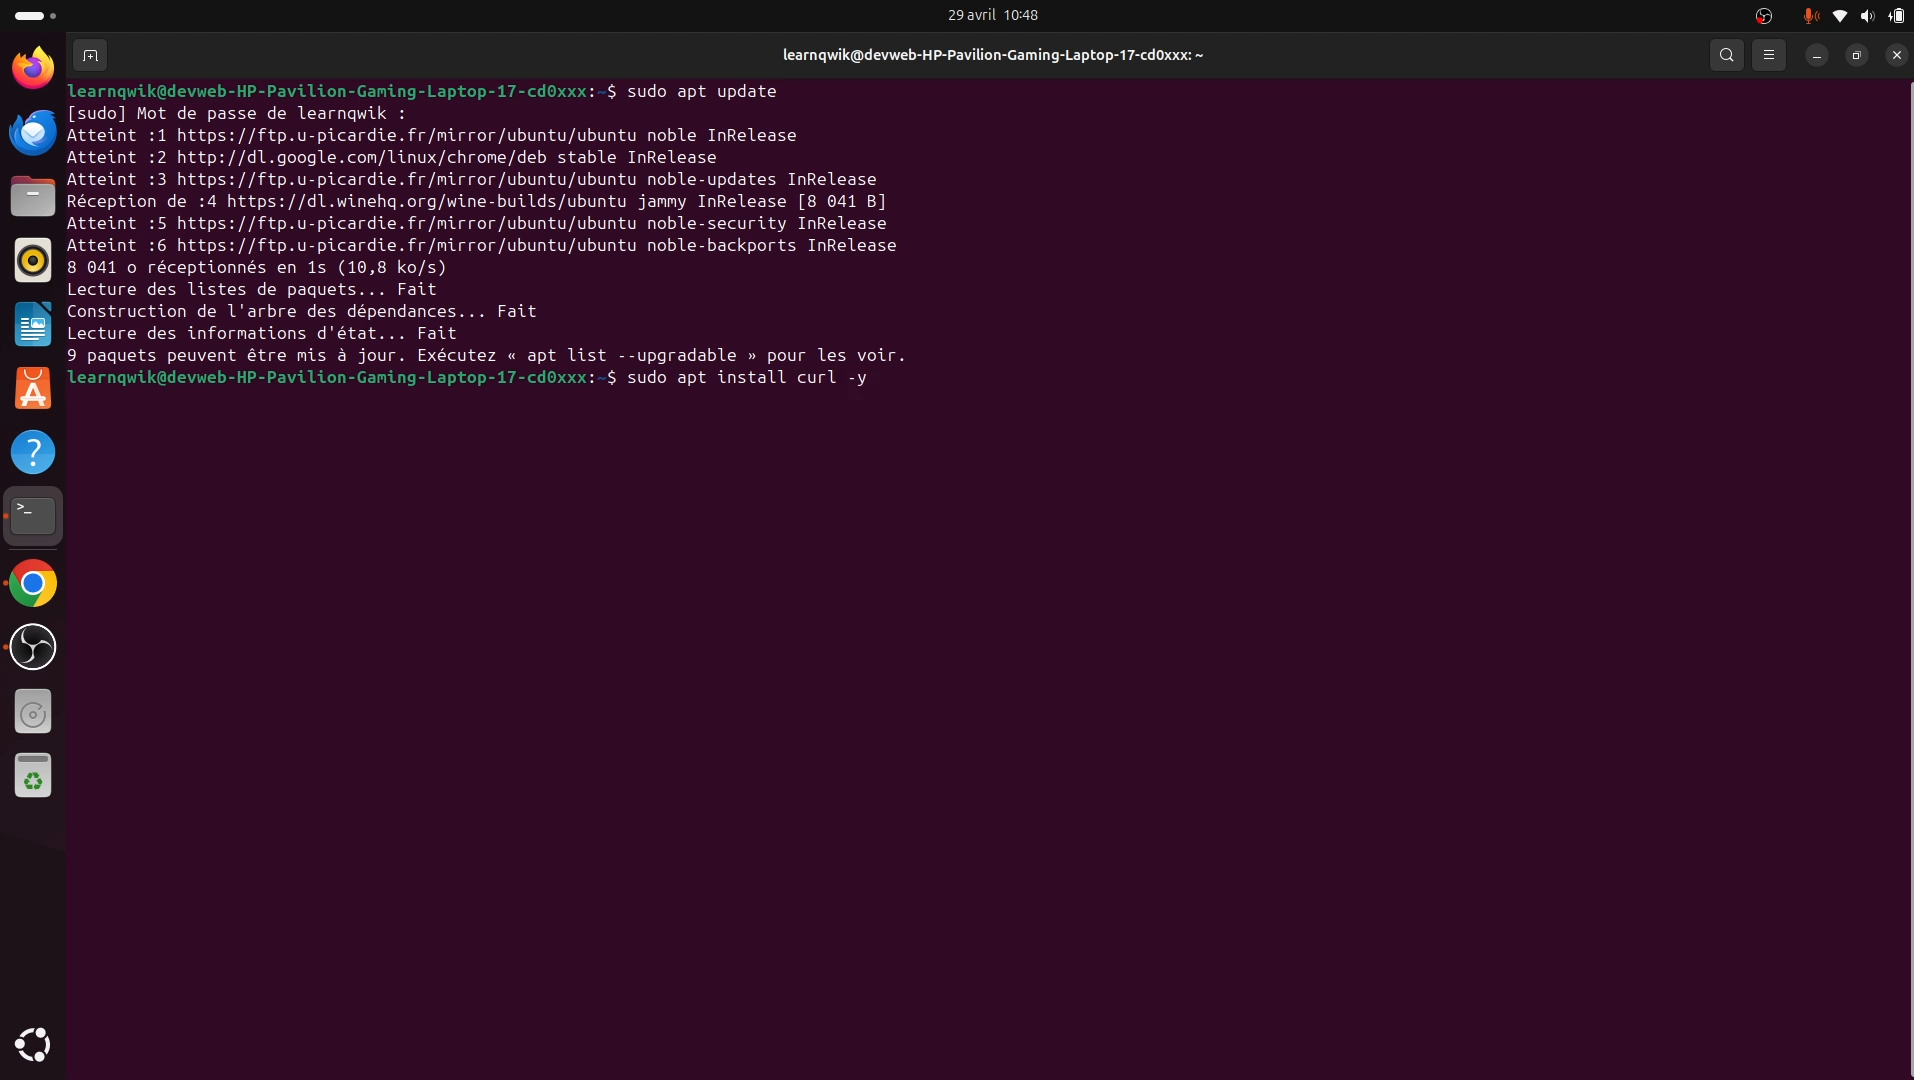 29 avril 10:48
learnqwik@devweb-HP-Pavilion-Gaming-Laptop-17-cd0xxx: ~
learnqwik@devweb-HP-Pavilion-Gaming-Laptop-17-cd0xxx:~$ sudo apt update
[sudo] Mot de passe de learnqwik :
Atteint :1 https://ftp.u-picardie.fr/mirror/ubuntu/ubuntu noble InRelease
Atteint :2 http://dl.google.com/linux/chrome/deb stable InRelease
Atteint :3 https://ftp.u-picardie.fr/mirror/ubuntu/ubuntu noble-updates InRelease
Réception de :4 https://dl.winehq.org/wine-builds/ubuntu jammy InRelease [8 041 B]
Atteint :5 https://ftp.u-picardie.fr/mirror/ubuntu/ubuntu noble-security InRelease
Atteint :6 https://ftp.u-picardie.fr/mirror/ubuntu/ubuntu noble-backports InRelease
8 041 o réceptionnés en 1s (10,8 ko/s)
Lecture des listes de paquets... Fait
Construction de l'arbre des dépendances... Fait
Lecture des informations d'état... Fait
9 paquets peuvent être mis à jour. Exécutez « apt list --upgradable » pour les voir.
learnqwik@devweb-HP-Pavilion-Gaming-Laptop-17-cd0xxx:~$ sudo apt install curl -y